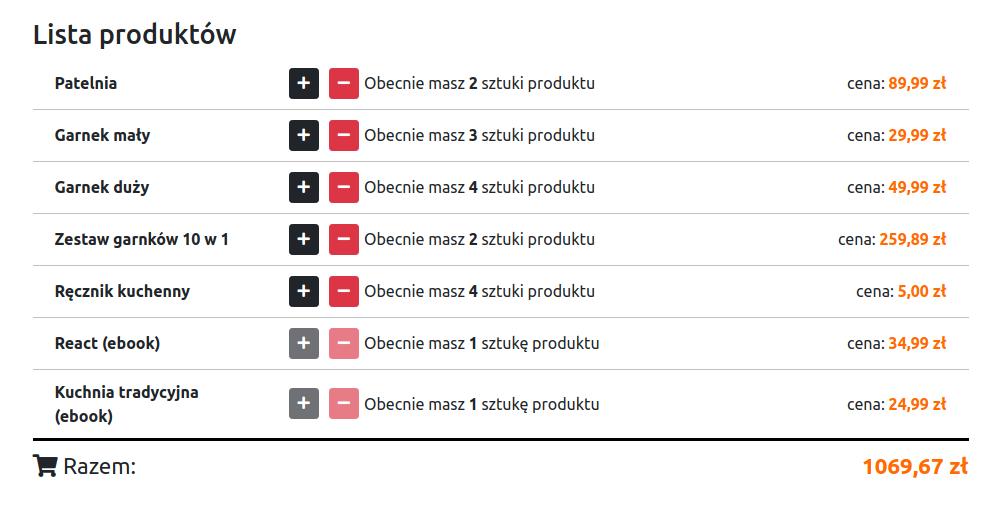 Lista produktów
Patelnia + − Obecnie masz 2 sztuki produktu cena: 89,99 zł
Garnek mały + − Obecnie masz 3 sztuki produktu cena: 29,99 zł
Garnek duży + − Obecnie masz 4 sztuki produktu cena: 49,99 zł
Zestaw garnków 10 w 1 + − Obecnie masz 2 sztuki produktu cena: 259,89 zł
Ręcznik kuchenny + − Obecnie masz 4 sztuki produktu cena: 5,00 zł
React (ebook) + − Obecnie masz 1 sztukę produktu cena: 34,99 zł
Kuchnia tradycyjna
(ebook) + − Obecnie masz 1 sztukę produktu cena: 24,99 zł
Razem: 1069,67 zł